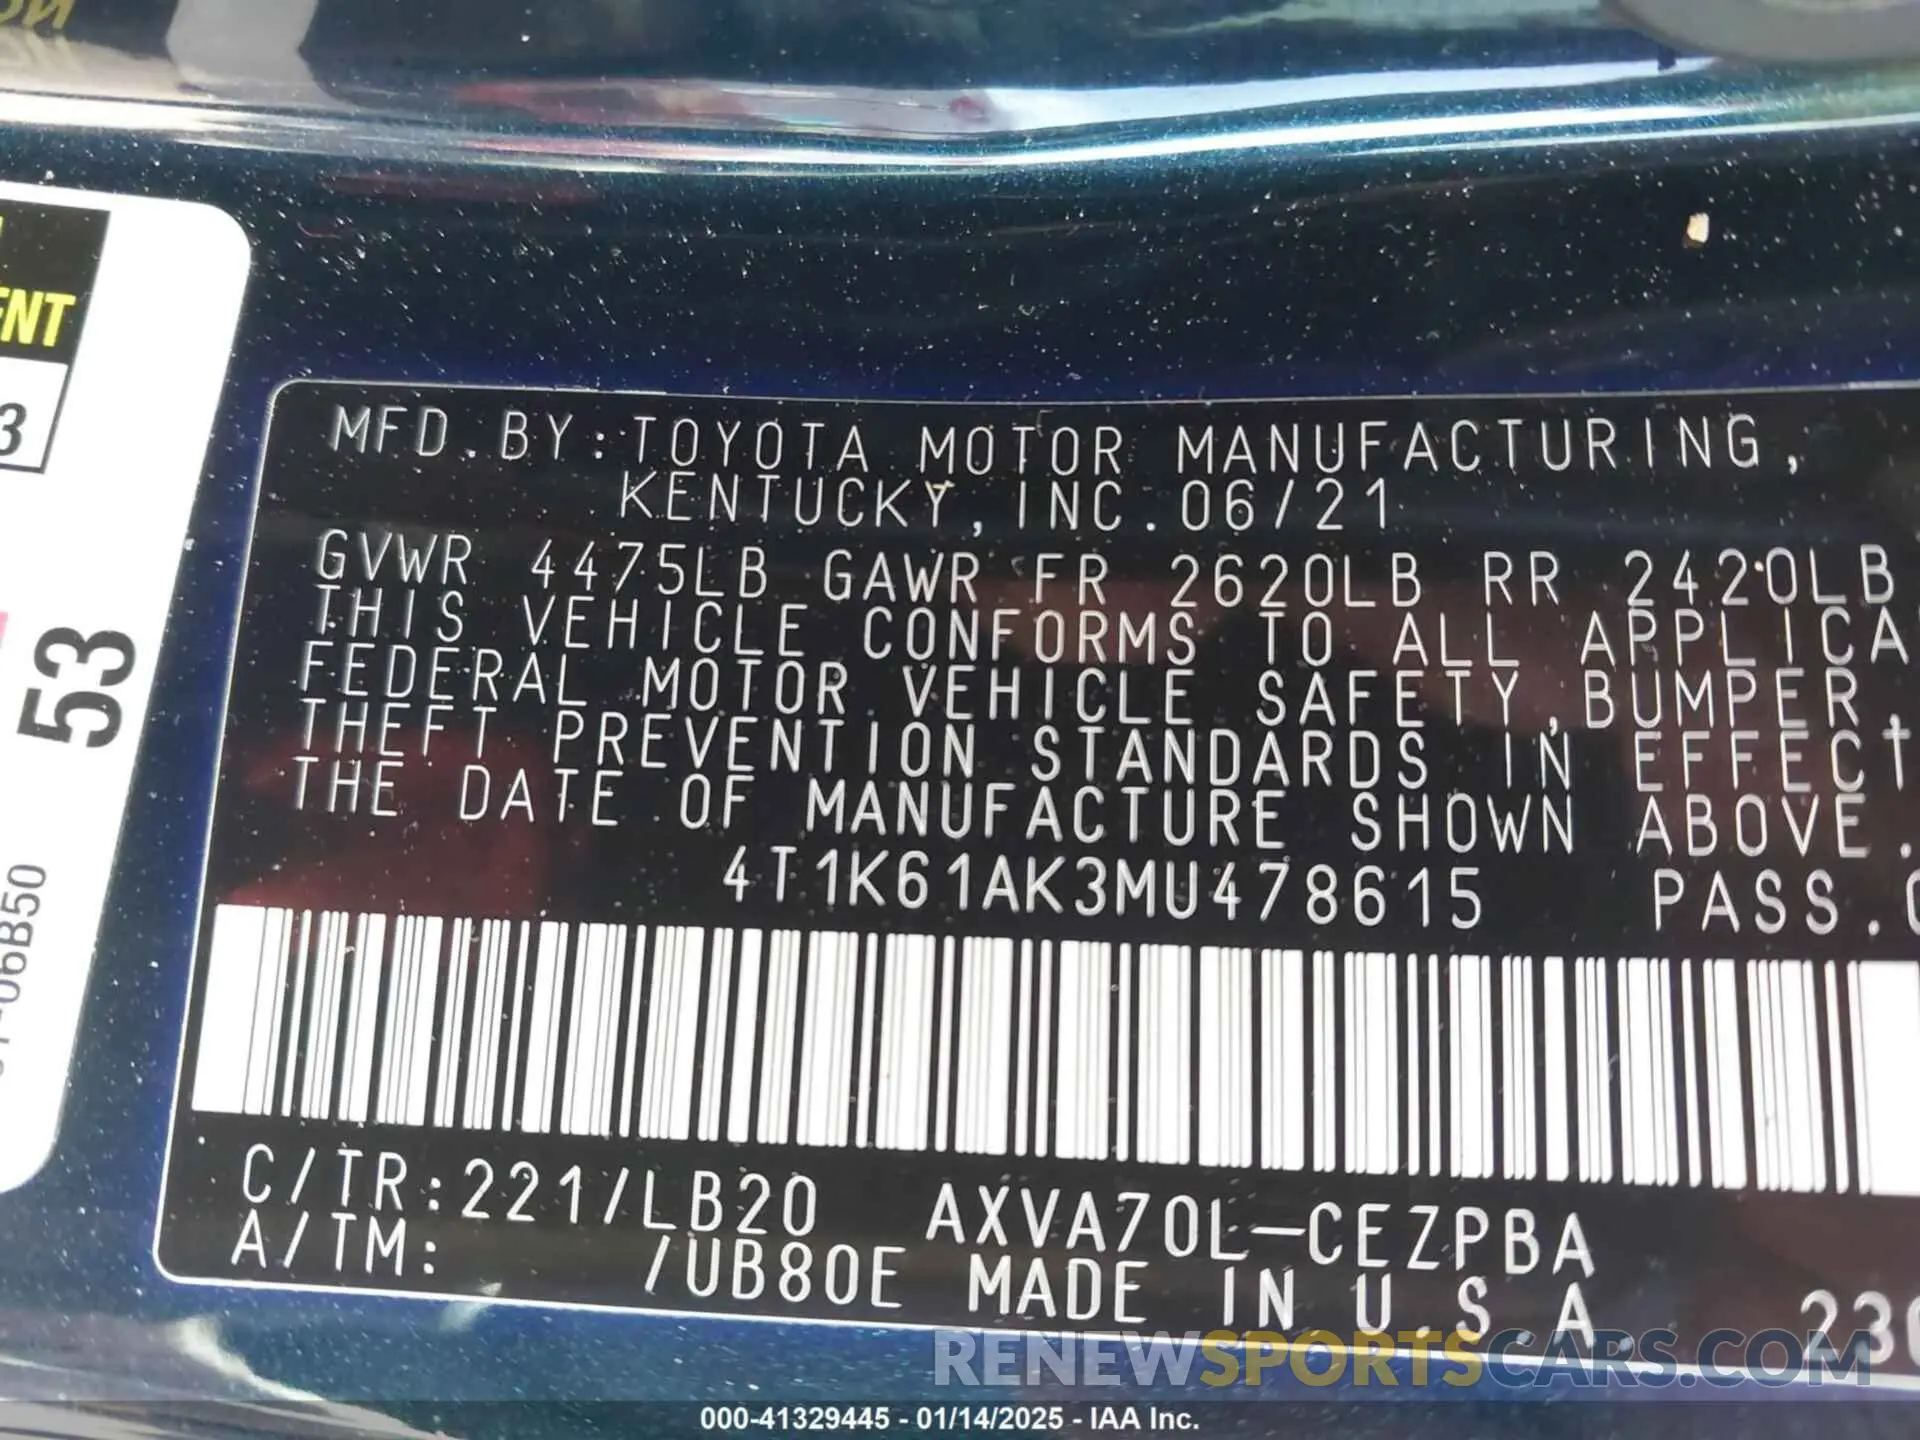 ENT
3
53
06B50
MFD.BY:TOYOTA MOTOR MANUFACTURING,
KENTUCKY,INC.06/21
GVWR 4475LB GAWR FR 2620LB RR 2420LB
THIS VEHICLE CONFORMS TO ALL APPLICA
FEDERAL MOTOR VEHICLE SAFETY,BUMPER,
THEFT PREVENTION STANDARDS IN EFFECT
THE DATE OF MANUFACTURE SHOWN ABOVE.
4T1K61AK3MU478615 PASS.C
C/TR:221/LB20 AXVA70L-CEZPBA
A/TM: /UB80E MADE IN U.S.A. 230
RENEWSPORTSCARS.COM
000-41329445 - 01/14/2025 - IAA Inc.